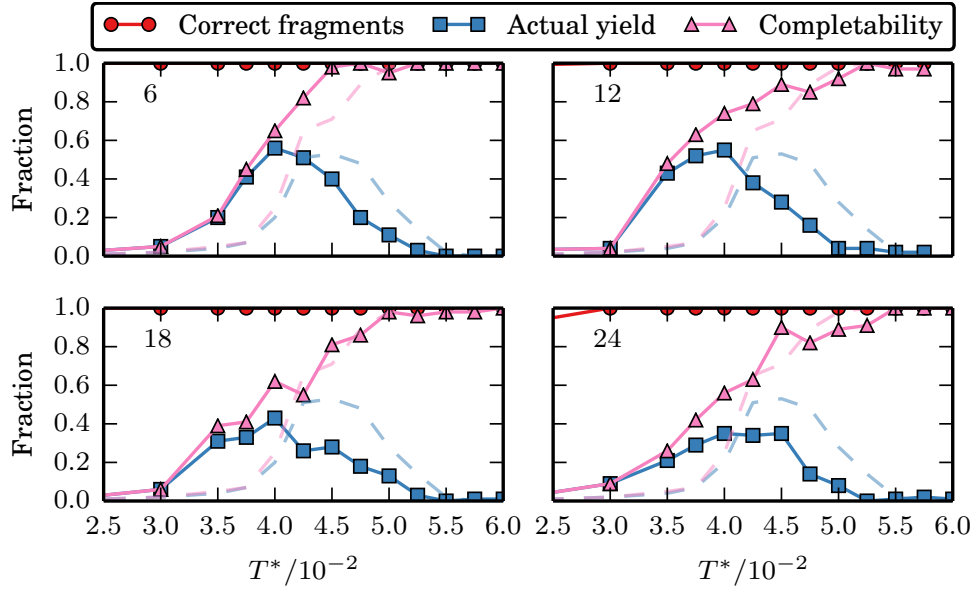 Correct fragments Actual yield Completability
1.0 0.8 0.6 0.4 0.2 0.0
Fraction
6
12
1.0 0.8 0.6 0.4 0.2 0.0
Fraction
18
24
2.5 3.0 3.5 4.0 4.5 5.0 5.5 6.0
2.5 3.0 3.5 4.0 4.5 5.0 5.5 6.0
T*/10⁻²
T*/10⁻²